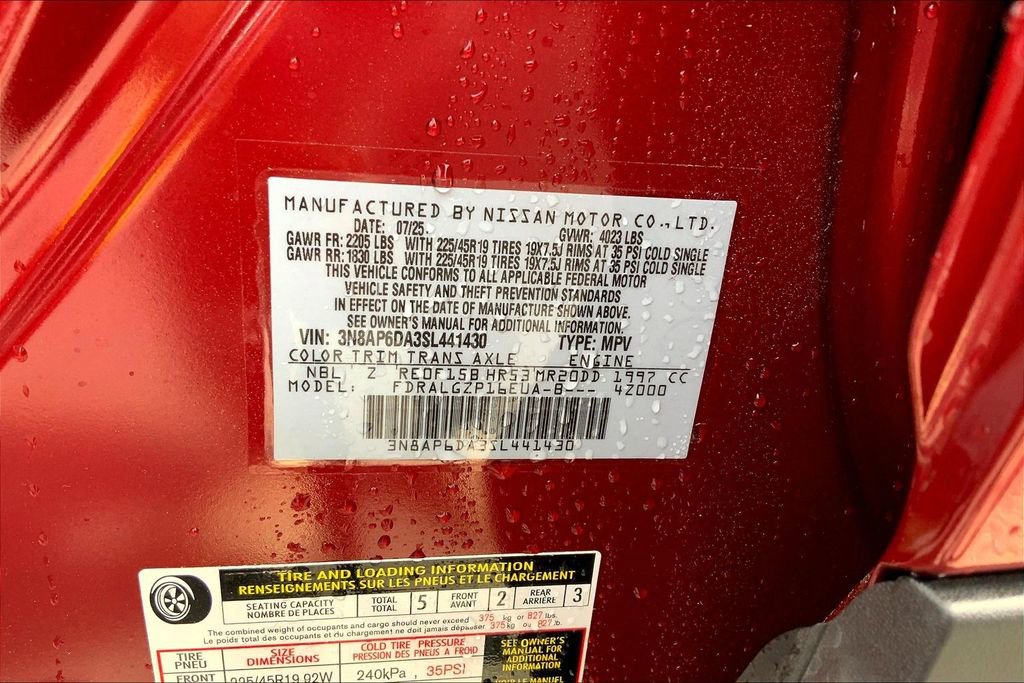 MANUFACTURED BY NISSAN MOTOR CO., LTD.
DATE: 07/25 GVWR: 4023 LBS
GAWR FR: 2205 LBS WITH 225/45R19 TIRES 19X7.5J RIMS AT 35 PSI COLD SINGLE
GAWR RR: 1830 LBS WITH 225/45R19 TIRES 19X7.5J RIMS AT 35 PSI COLD SINGLE
THIS VEHICLE CONFORMS TO ALL APPLICABLE FEDERAL MOTOR
VEHICLE SAFETY AND THEFT PREVENTION STANDARDS
IN EFFECT ON THE DATE OF MANUFACTURE SHOWN ABOVE.
SEE OWNER'S MANUAL FOR ADDITIONAL INFORMATION.
VIN: 3N8AP6DA3SL441430 TYPE: MPV
COLOR TRIM TRANS AXLE ENGINE
NBL Z RE0F15B HR53 MR20DD 1997 CC
MODEL: FDRALGZP16EUA-B--- 4Z000
3N8AP6DA3SL441430
TIRE AND LOADING INFORMATION
RENSEIGNEMENTS SUR LES PNEUS ET LE CHARGEMENT
SEATING CAPACITY TOTAL 5 FRONT 2 REAR 3
NOMBRE DE PLACES TOTAL AVANT ARRIÈRE
The combined weight of occupants and cargo should never exceed 375 kg or 827 lbs.
Le poids total des occupants et du chargement ne doit jamais dépasser 375 kg ou 827 lb.
TIRE SIZE COLD TIRE PRESSURE SEE OWNER'S
PNEU DIMENSIONS PRESSION DES PNEUS A FROID MANUAL FOR
ADDITIONAL
INFORMATION
FRONT 225/45R19 92W 240kPa , 35PSI
VOIR LE MANUEL